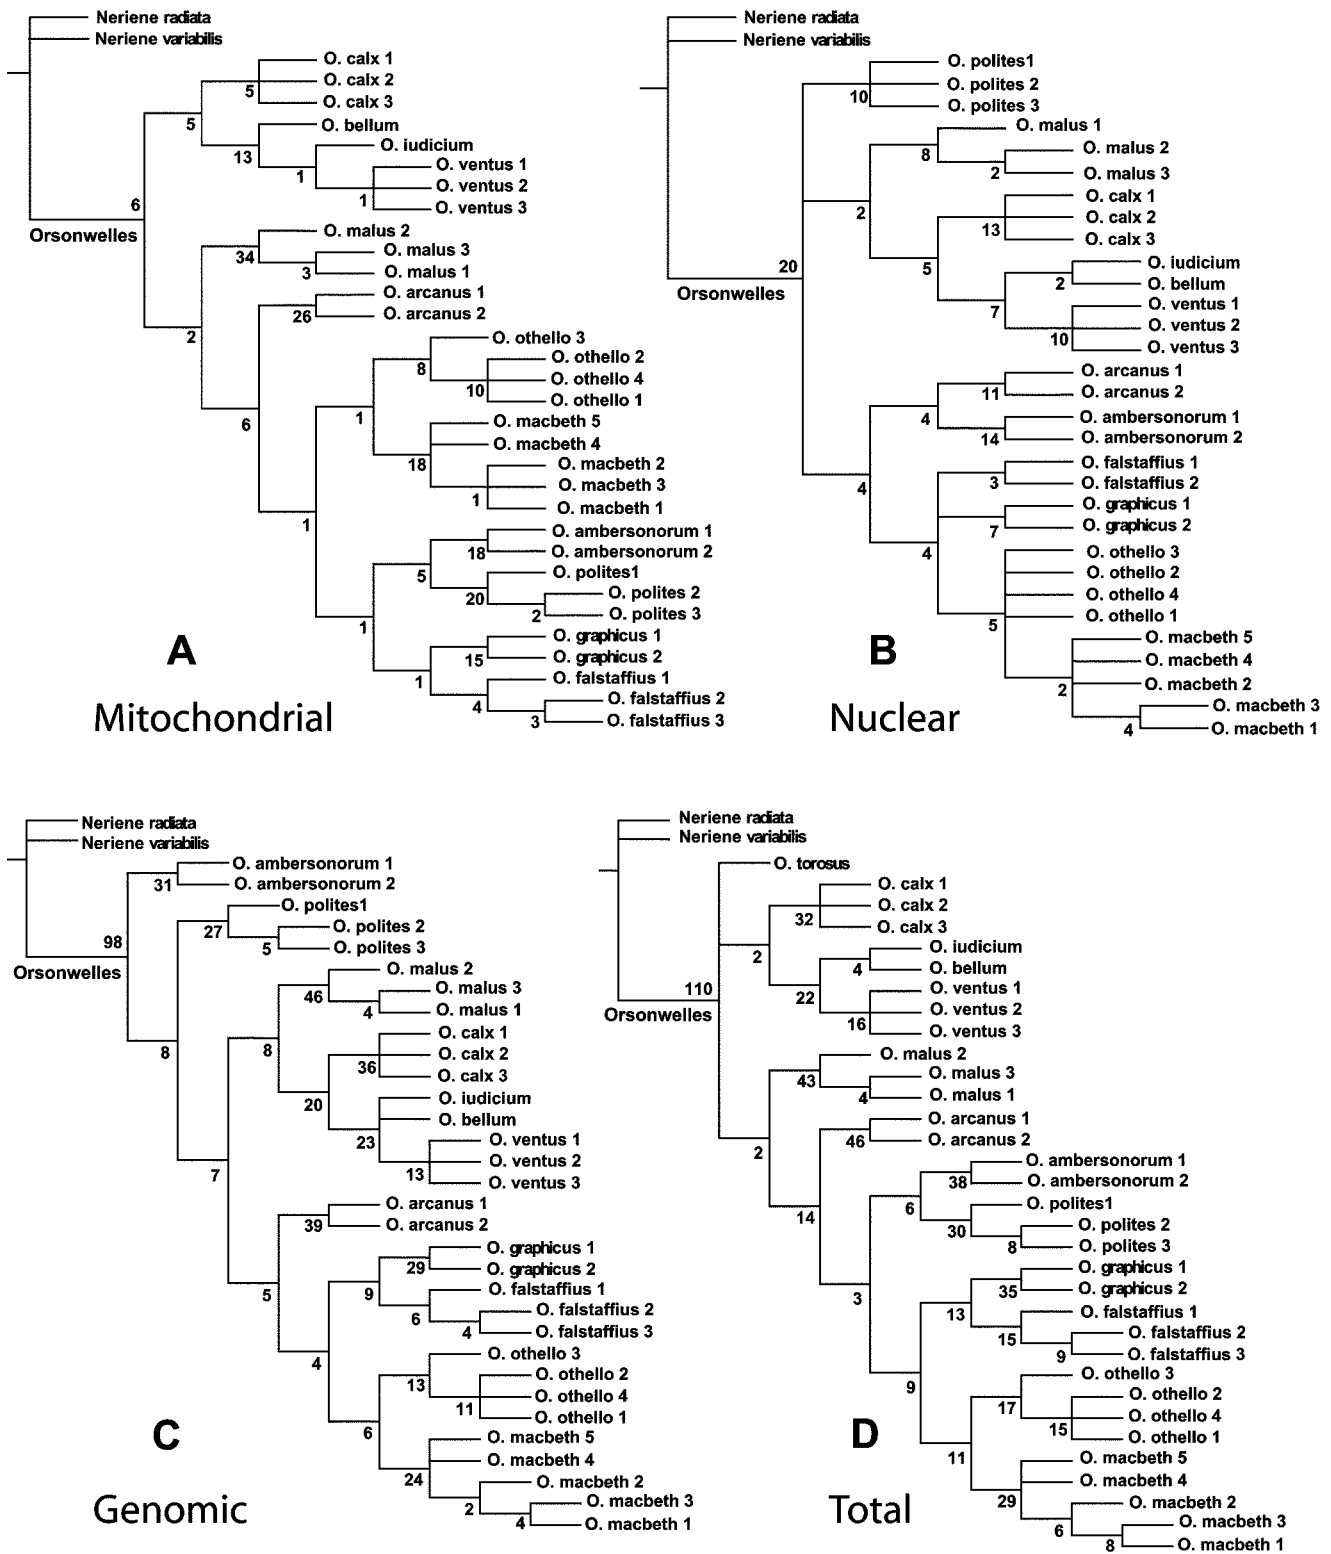 Neriene radiata
Neriene variabilis
O. calx 1
O. calx 2
5
O. calx 3
5
O. bellum
13
O. iudicium
1
O. ventus 1
O. ventus 2
1
O. ventus 3
6
Orsonwelles
O. malus 2
34
O. malus 3
3
O. malus 1
O. arcanus 1
26
O. arcanus 2
2
O. othello 3
8
O. othello 2
O. othello 4
10
O. othello 1
6
1
O. macbeth 5
O. macbeth 4
18
O. macbeth 2
O. macbeth 3
1
O. macbeth 1
1
O. ambersonorum 1
18
O. ambersonorum 2
5
O. polites1
20
O. polites 2
2
O. polites 3
1
O. graphicus 1
15
O. graphicus 2
1
O. falstaffius 1
4
O. falstaffius 2
3
O. falstaffius 3
A
Mitochondrial
Neriene radiata
Neriene variabilis
O. polites1
O. polites 2
10
O. polites 3
O. malus 1
8
O. malus 2
2
O. malus 3
2
O. calx 1
O. calx 2
13
O. calx 3
5
O. iudicium
2
O. bellum
7
O. ventus 1
O. ventus 2
10
O. ventus 3
20
Orsonwelles
O. arcanus 1
11
O. arcanus 2
4
O. ambersonorum 1
14
O. ambersonorum 2
4
O. falstaffius 1
3
O. falstaffius 2
O. graphicus 1
7
O. graphicus 2
4
O. othello 3
O. othello 2
O. othello 4
O. othello 1
5
O. macbeth 5
O. macbeth 4
O. macbeth 2
2
O. macbeth 3
4
O. macbeth 1
B
Nuclear
Neriene radiata
Neriene variabilis
O. ambersonorum 1
31
O. ambersonorum 2
O. polites1
27
O. polites 2
5
O. polites 3
98
Orsonwelles
O. malus 2
46
O. malus 3
4
O. malus 1
8
8
O. calx 1
O. calx 2
36
O. calx 3
20
O. iudicium
O. bellum
23
O. ventus 1
O. ventus 2
13
O. ventus 3
7
O. arcanus 1
39
O. arcanus 2
O. graphicus 1
29
O. graphicus 2
5
9
O. falstaffius 1
6
O. falstaffius 2
4
O. falstaffius 3
4
O. othello 3
13
O. othello 2
O. othello 4
11
O. othello 1
6
O. macbeth 5
O. macbeth 4
24
O. macbeth 2
2
O. macbeth 3
4
O. macbeth 1
C
Genomic
Neriene radiata
Neriene variabilis
O. torosus
O. calx 1
O. calx 2
32
O. calx 3
2
O. iudicium
4
O. bellum
22
O. ventus 1
O. ventus 2
16
O. ventus 3
110
Orsonwelles
O. malus 2
43
O. malus 3
4
O. malus 1
O. arcanus 1
46
O. arcanus 2
2
O. ambersonorum 1
38
O. ambersonorum 2
6
O. polites1
30
O. polites 2
8
O. polites 3
14
O. graphicus 1
35
O. graphicus 2
3
13
O. falstaffius 1
15
O. falstaffius 2
9
O. falstaffius 3
9
O. othello 3
17
O. othello 2
O. othello 4
15
O. othello 1
11
O. macbeth 5
O. macbeth 4
29
O. macbeth 2
6
O. macbeth 3
8
O. macbeth 1
D
Total